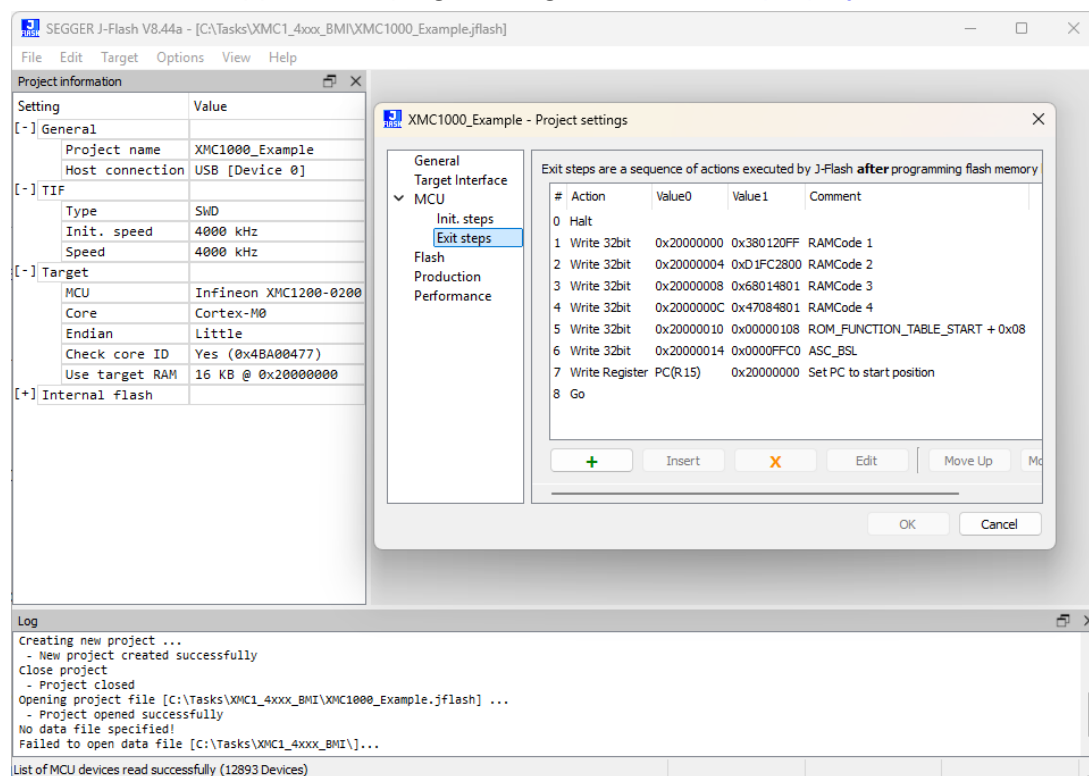 SEGGER J-Flash V8.44a - [C:\Tasks\XMC1_4xxx_BMI\XMC1000_Example.jflash]
File Edit Target Options View Help
Project information
Setting Value
[-] General
Project name XMC1000_Example
Host connection USB [Device 0]
[-] TIF
Type SWD
Init. speed 4000 kHz
Speed 4000 kHz
[-] Target
MCU Infineon XMC1200-0200
Core Cortex-M0
Endian Little
Check core ID Yes (0x4BA00477)
Use target RAM 16 KB @ 0x20000000
[+] Internal flash
XMC1000_Example - Project settings
General
Target Interface
MCU
Init. steps
Exit steps
Flash
Production
Performance
Exit steps are a sequence of actions executed by J-Flash after programming flash memory
# Action Value0 Value1 Comment
0 Halt
1 Write 32bit 0x20000000 0x380120FF RAMCode 1
2 Write 32bit 0x20000004 0xD1FC2800 RAMCode 2
3 Write 32bit 0x20000008 0x68014801 RAMCode 3
4 Write 32bit 0x2000000C 0x47084801 RAMCode 4
5 Write 32bit 0x20000010 0x00000108 ROM_FUNCTION_TABLE_START + 0x08
6 Write 32bit 0x20000014 0x0000FFC0 ASC_BSL
7 Write Register PC(R15) 0x20000000 Set PC to start position
8 Go
+ Insert X Edit Move Up
OK Cancel
Log
Creating new project ...
- New project created successfully
Close project
- Project closed
Opening project file [C:\Tasks\XMC1_4xxx_BMI\XMC1000_Example.jflash] ...
- Project opened successfully
No data file specified!
Failed to open data file [C:\Tasks\XMC1_4xxx_BMI\]...
List of MCU devices read successfully (12893 Devices)